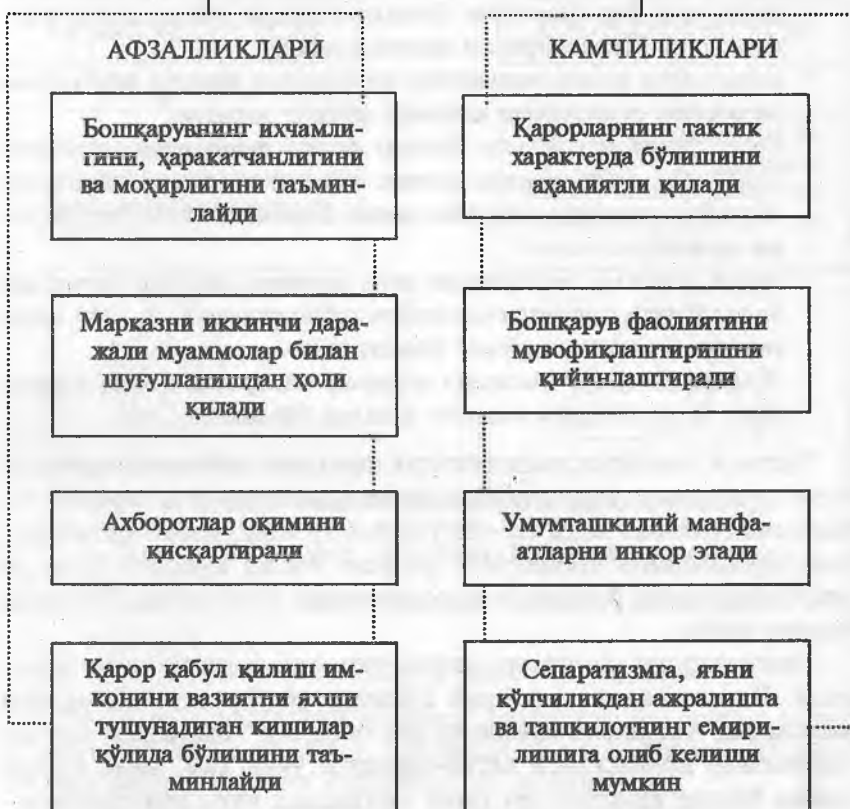 АФЗАЛЛИКЛАРИ
Бошқарувнинг ихчамли-
гини, ҳаракатчанлигини
ва моҳирлигини таъмин-
лайди
Марказни иккинчи дара-
жали муаммолар билан
шуғулланишдан ҳоли
қилади
Ахборотлар оқимини
қисқартиради
Қарор қабул қилиш им-
конини вазиятни яхши
тушунадиган кишилар
қўлида бўлишини таъ-
минлайди
КАМЧИЛИКЛАРИ
Қарорларнинг тактик
характерда бўлишини
аҳамиятли қилади
Бошқарув фаолиятини
мувофиқлаштиришни
қийинлаштиради
Умумташкилий манфа-
атларни инкор этади
Сепаратизмга, яъни
кўпчиликдан ажралишга
ва ташкилотнинг емири-
лишига олиб келиши
мумкин